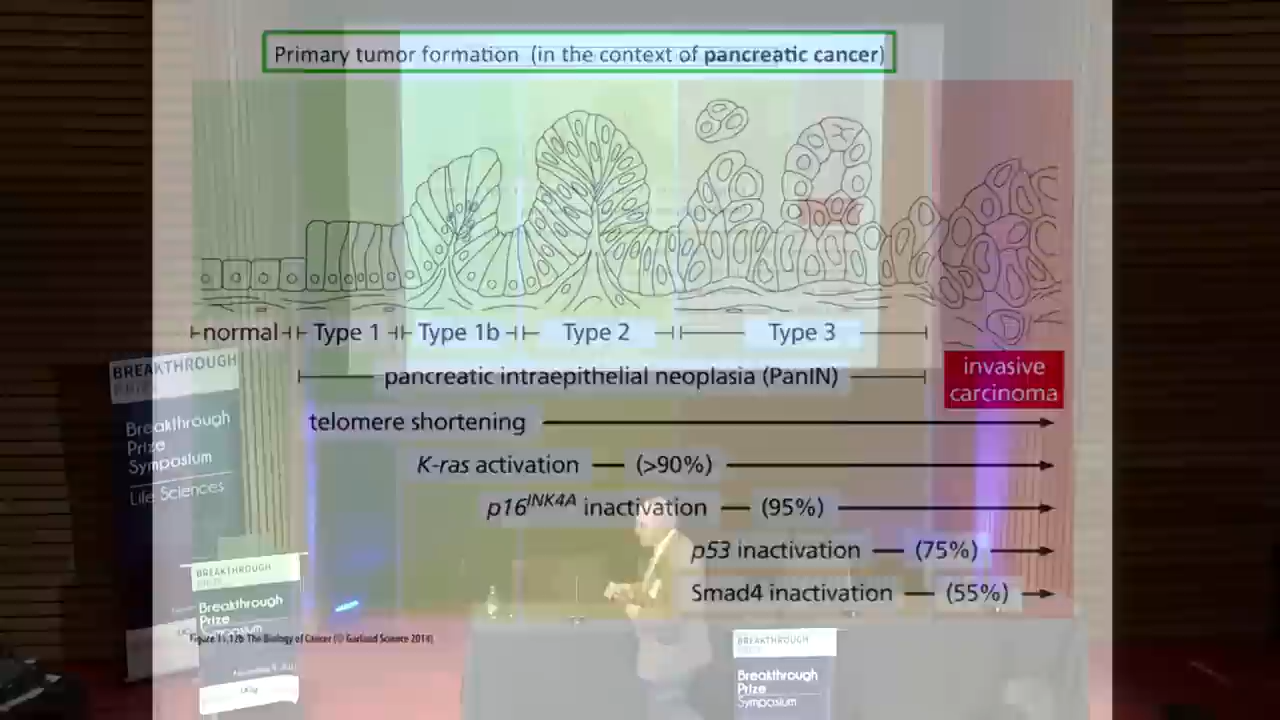 Primary tumor formation (in the context of pancreatic cancer)
normal
Type 1
Type 1b
Type 2
Type 3
pancreatic intraepithelial neoplasia (PanIN)
invasive
carcinoma
telomere shortening
K-ras activation
(>90%)
p16^INK4A inactivation
(95%)
p53 inactivation
(75%)
Smad4 inactivation
(55%)
Figure 11.12b The Biology of Cancer (© Garland Science 2014)
BREAKTHROUGH
PRIZE
Breakthrough
Prize
Symposium
Life Sciences
BREAKTHROUGH
Breakthrough
Prize
Symposium
BREAKTHROUGH
Breakthrough
Prize
Symposium